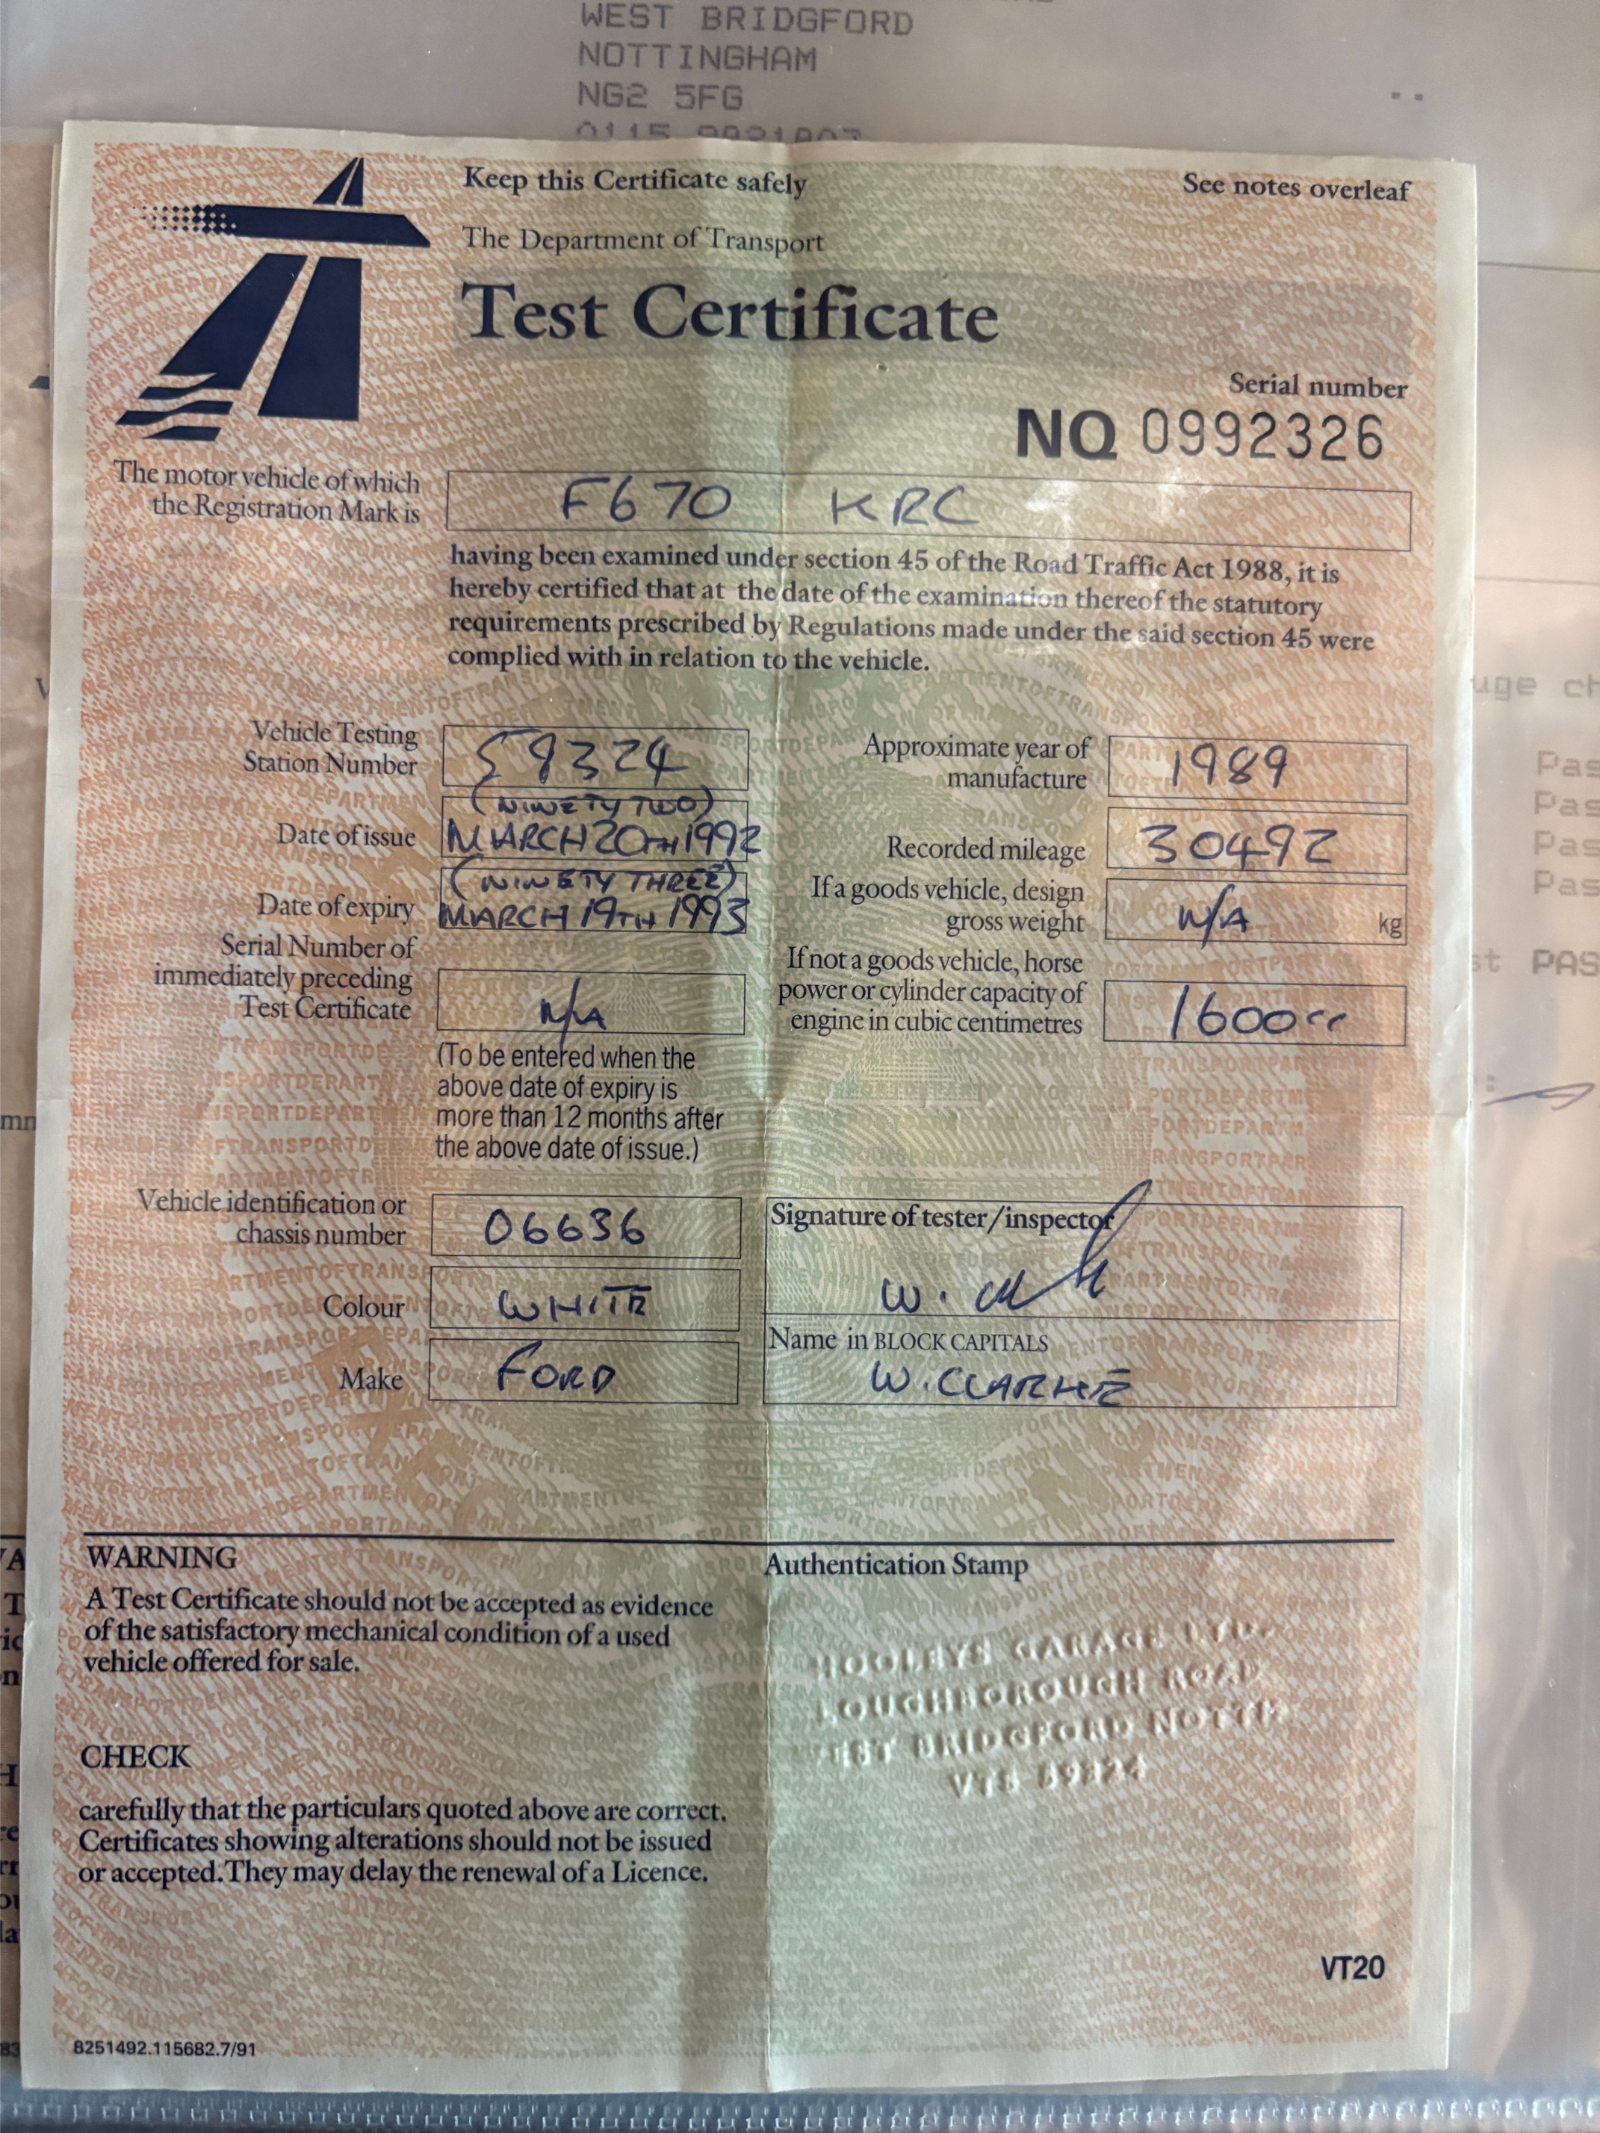 WEST BRIDGFORD
NOTTINGHAM
NG2 5FG
Keep this Certificate safely
See notes overleaf
The Department of Transport
Test Certificate
Serial number
NQ 0992326
The motor vehicle of which
the Registration Mark is
F670 KRC
having been examined under section 45 of the Road Traffic Act 1988, it is
hereby certified that at the date of the examination thereof the statutory
requirements prescribed by Regulations made under the said section 45 were
complied with in relation to the vehicle.
Vehicle Testing
Station Number
59324
Approximate year of
manufacture
1989
Date of issue
(NINETY TWO)
MARCH 20TH 1992
Recorded mileage
30492
Date of expiry
(NINETY THREE)
MARCH 19TH 1993
If a goods vehicle, design
gross weight
N/A
kg
Serial Number of
immediately preceding
Test Certificate
N/A
If not a goods vehicle, horse
power or cylinder capacity of
engine in cubic centimetres
1600cc
(To be entered when the
above date of expiry is
more than 12 months after
the above date of issue.)
Vehicle identification or
chassis number
06636
Signature of tester/inspector
Colour
WHITE
Name in BLOCK CAPITALS
W. CLARKE
Make
FORD
WARNING
A Test Certificate should not be accepted as evidence
of the satisfactory mechanical condition of a used
vehicle offered for sale.
Authentication Stamp
HOOLEYS GARAGE LTD.
LOUGHBOROUGH ROAD
WEST BRIDGFORD NOTTS
VTS 59324
CHECK
carefully that the particulars quoted above are correct.
Certificates showing alterations should not be issued
or accepted. They may delay the renewal of a Licence.
VT20
8251492.115682.7/91